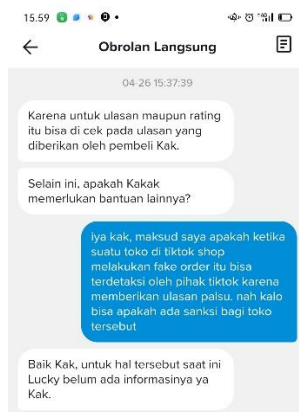 15.59
Obrolan Langsung
04-26 15:37:39
Karena untuk ulasan maupun rating
itu bisa di cek pada ulasan yang
diberikan oleh pembeli Kak.
Selain ini, apakah Kakak
memerlukan bantuan lainnya?
iya kak, maksud saya apakah ketika
suatu toko di tiktok shop
melakukan fake order itu bisa
terdetaksi oleh pihak tiktok karena
memberikan ulasan palsu. nah kalo
bisa apakah ada sanksi bagi toko
tersebut
Baik Kak, untuk hal tersebut saat ini
Lucky belum ada informasinya ya
Kak.